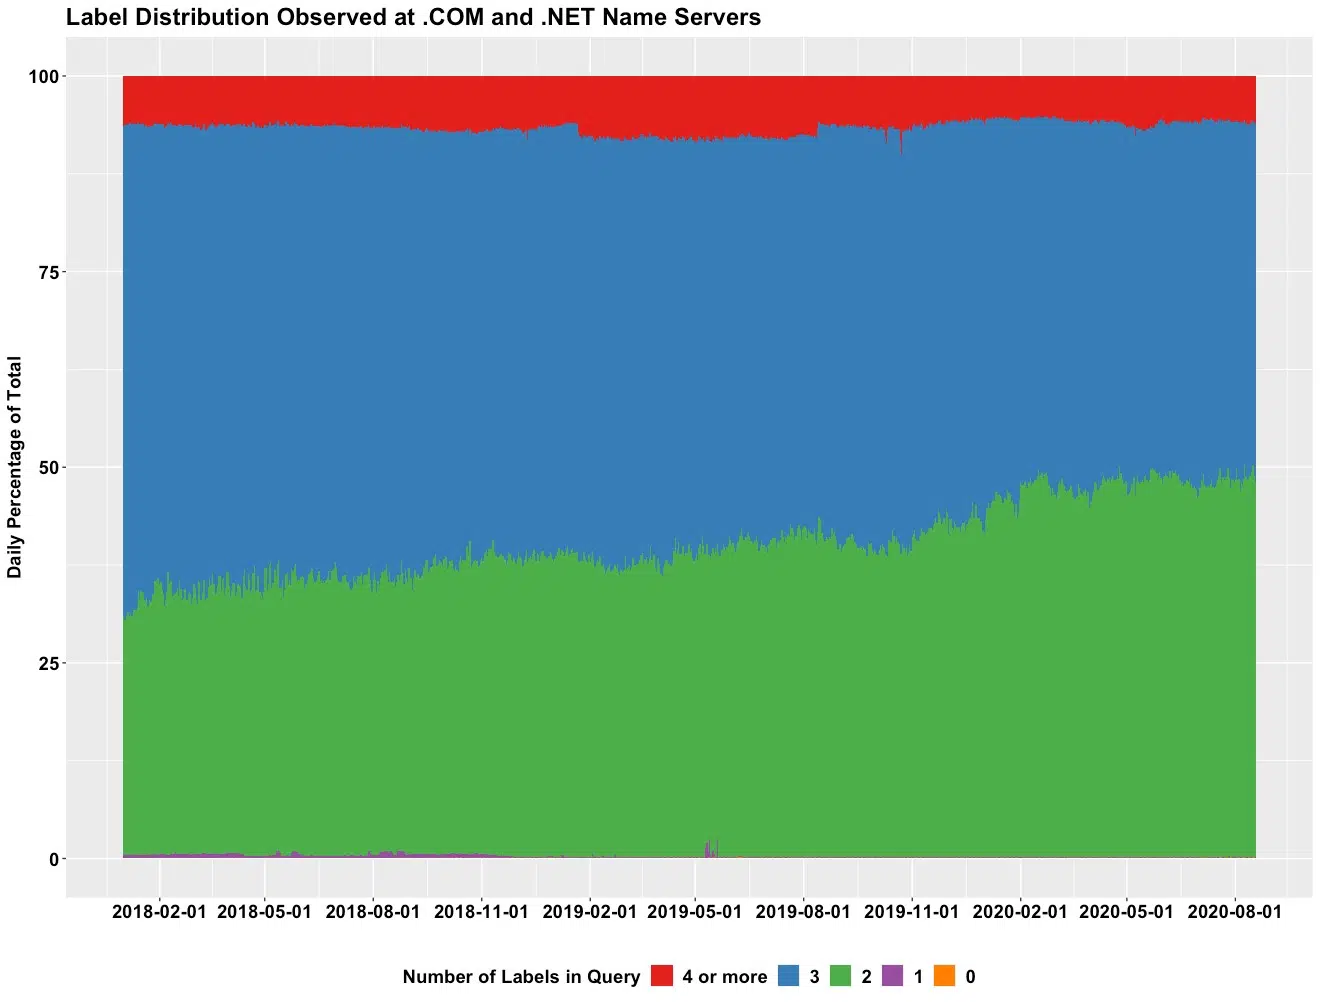 Label Distribution Observed at .COM and .NET Name Servers
Daily Percentage of Total
100
75
50
25
0
2018-02-01 2018-05-01 2018-08-01 2018-11-01 2019-02-01 2019-05-01 2019-08-01 2019-11-01 2020-02-01 2020-05-01 2020-08-01
Number of Labels in Query 4 or more 3 2 1 0